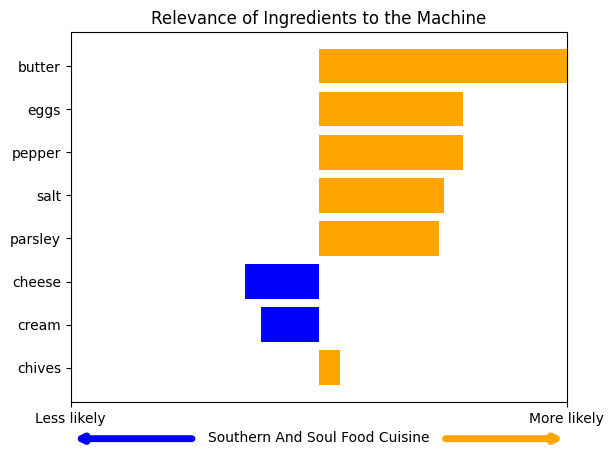 Relevance of Ingredients to the Machine
butter
eggs
pepper
salt
parsley
cheese
cream
chives
Less likely
More likely
Southern And Soul Food Cuisine